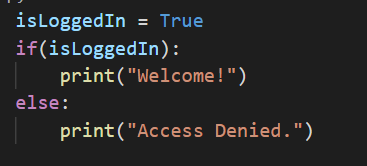 isLoggedIn = True
if(isLoggedIn):
    print("Welcome!")
else:
    print("Access Denied.")